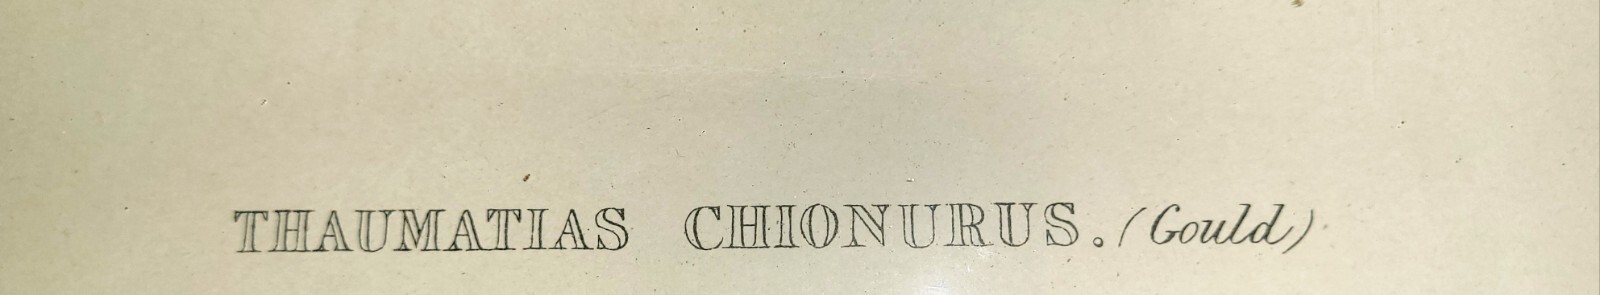 THAUMATIAS CHIONURUS. (Gould)